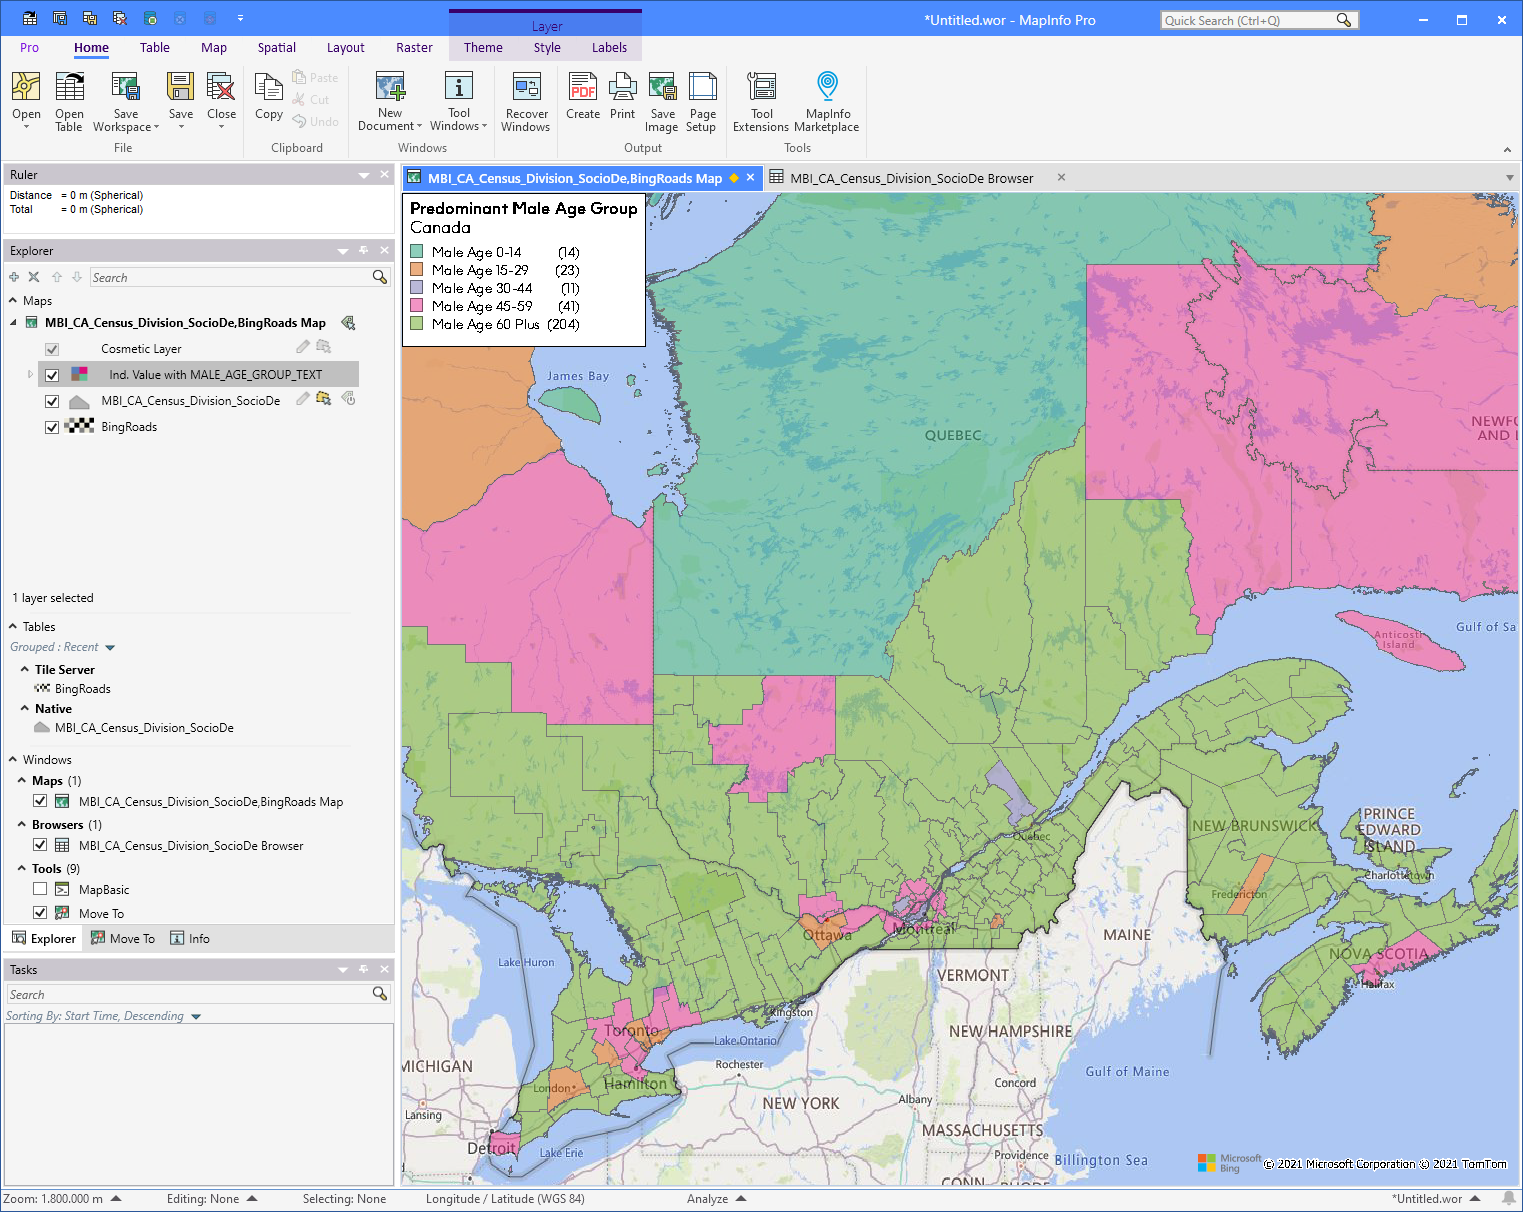 *Untitled.wor - MapInfo Pro
Quick Search (Ctrl+Q)
Layer
Pro Home Table Map Spatial Layout Raster Theme Style Labels
Open
Open Table
Save Workspace
Save
Close
File
Copy
Paste
Cut
Undo
Clipboard
New Document
Tool Windows
Windows
Recover Windows
Create
Print
Save Image
Page Setup
Output
Tool Extensions
MapInfo Marketplace
Tools
Ruler
Distance = 0 m (Spherical)
Total = 0 m (Spherical)
Explorer
Search
Maps
MBI_CA_Census_Division_SocioDe,BingRoads Map
Cosmetic Layer
Ind. Value with MALE_AGE_GROUP_TEXT
MBI_CA_Census_Division_SocioDe
BingRoads
1 layer selected
Tables
Grouped : Recent
Tile Server
BingRoads
Native
MBI_CA_Census_Division_SocioDe
Windows
Maps (1)
MBI_CA_Census_Division_SocioDe,BingRoads Map
Browsers (1)
MBI_CA_Census_Division_SocioDe Browser
Tools (9)
MapBasic
Move To
Explorer Move To Info
Tasks
Search
Sorting By: Start Time, Descending
MBI_CA_Census_Division_SocioDe,BingRoads Map
MBI_CA_Census_Division_SocioDe Browser
Predominant Male Age Group
Canada
Male Age 0-14 (14)
Male Age 15-29 (23)
Male Age 30-44 (11)
Male Age 45-59 (41)
Male Age 60 Plus (204)
James Bay
QUEBEC
NEWFO
AND L
Gulf of Sa
Anticosti
Island
Quebec
NEW BRUNSWICK
PRINCE
EDWARD
ISLAND
Charlottetown
Fredericton
NOVA SCOTIA
Halifax
Ottawa
Montreal
MAINE
VERMONT
Lake Huron
Toronto
Kingston
Lake Ontario
Rochester
NEW HAMPSHIRE
MICHIGAN
London
Hamilton
Gulf of Maine
Concord
Lansing
NEW YORK
Albany
MASSACHUSETTS
Detroit
Lake Erie
Providence
Billington Sea
CONN
RHODE
Microsoft
Bing
© 2021 Microsoft Corporation © 2021 TomTom
Zoom: 1.800.000 m Editing: None Selecting: None Longitude / Latitude (WGS 84) Analyze *Untitled.wor